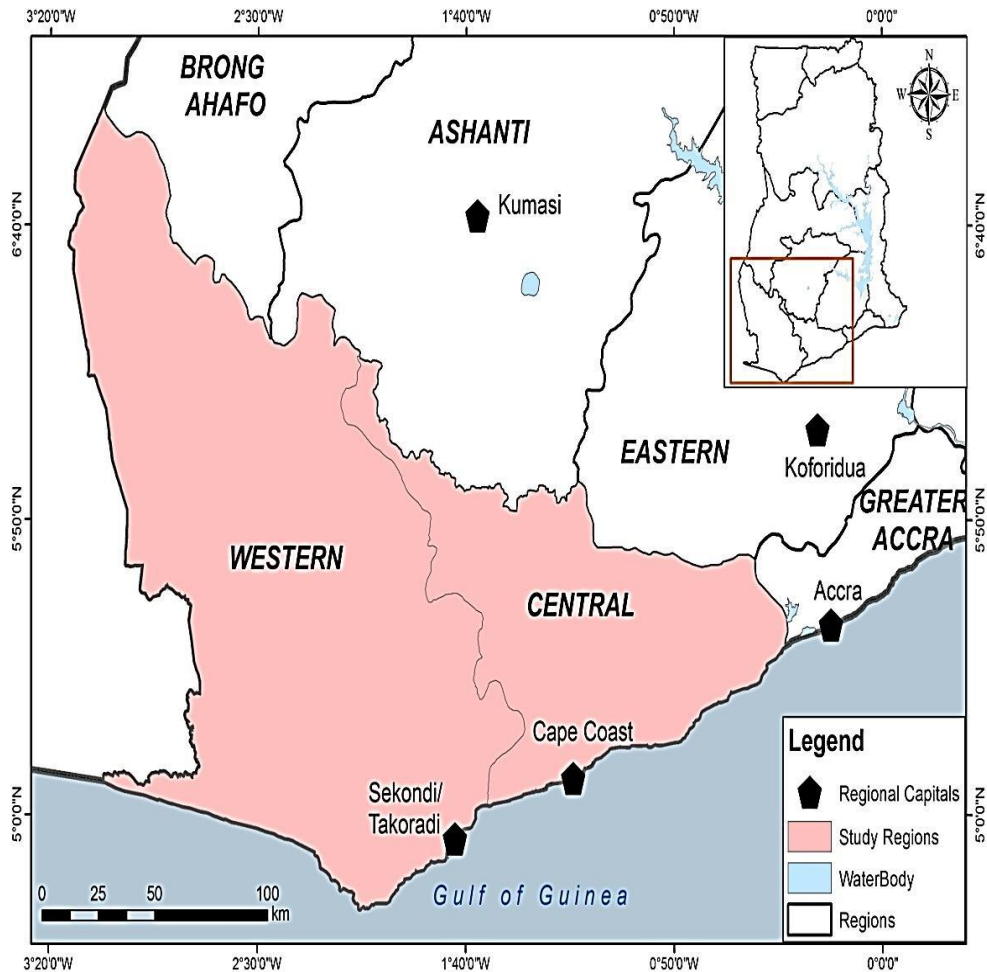 3°20'0"W
2°30'0"W
1°40'0"W
0°50'0"W
0°0'0"
BRONG
AHAFO
ASHANTI
N
W
E
S
Kumasi
6°40'0"N
6°40'0"N
EASTERN
Koforidua
GREATER
ACCRA
5°50'0"N
5°50'0"N
WESTERN
CENTRAL
Accra
Cape Coast
Sekondi/
Takoradi
5°0'0"N
5°0'0"N
Gulf of Guinea
0
25
50
100
km
Legend
Regional Capitals
Study Regions
WaterBody
Regions
3°20'0"W
2°30'0"W
1°40'0"W
0°50'0"W
0°0'0"